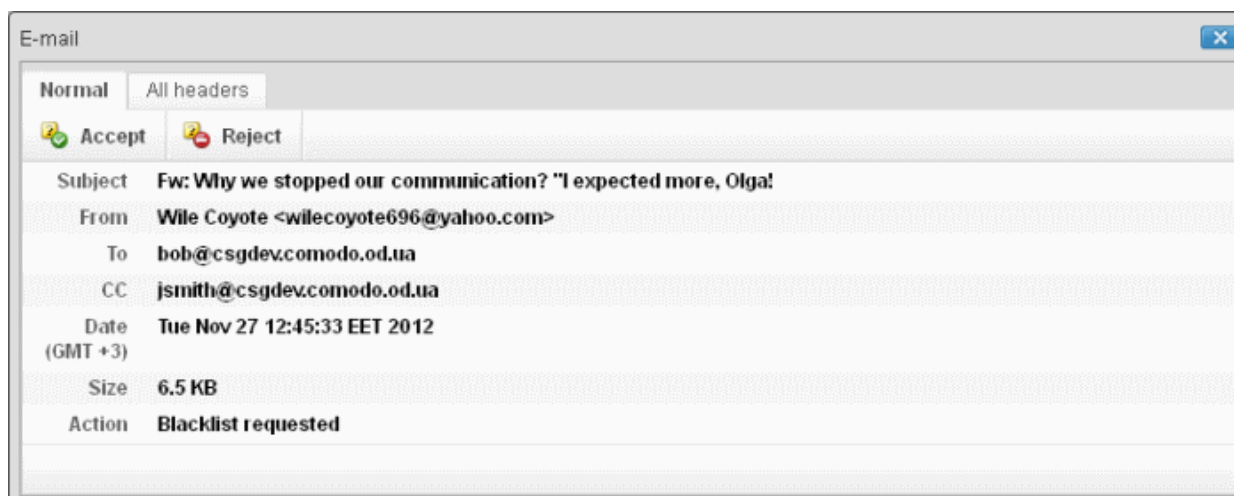 E-mail
Normal All headers
Accept Reject
Subject Fw: Why we stopped our communication? "I expected more, Olga!
From Wile Coyote <wilecoyote696@yahoo.com>
To bob@csgdev.comodo.od.ua
CC jsmith@csgdev.comodo.od.ua
Date Tue Nov 27 12:45:33 EET 2012
(GMT +3)
Size 6.5 KB
Action Blacklist requested